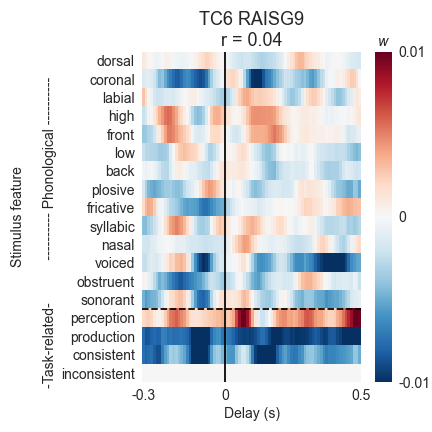 TC6 RAISG9
r = 0.04
w
dorsal
coronal
labial
high
front
low
back
plosive
fricative
syllabic
nasal
voiced
obstruent
sonorant
perception
production
consistent
inconsistent
Stimulus feature
-Task-related- ---------- Phonological ----------
-0.3 0 0.5
Delay (s)
0.01
0
-0.01